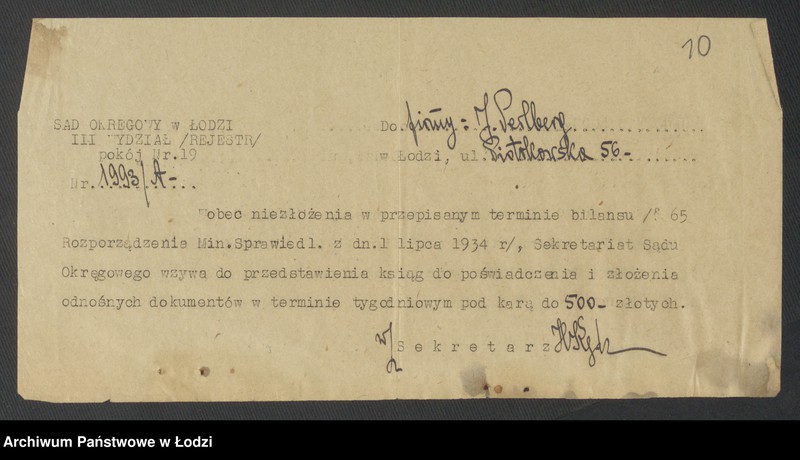 10
SĄD OKRĘGOWY w ŁODZI
III WYDZIAŁ /REJESTR/
pokój Nr.19
Nr. 1993/A-...
Do firmy: J. Perlberg
w Łodzi, ul. Piotrkowska 56-
Wobec niezłożenia w przepisanym terminie bilansu /§ 65
Rozporządzenia Min.Sprawiedl. z dn.1 lipca 1934 r/, Sekretariat Sądu
Okręgowego wzywa do przedstawienia ksiąg do poświadczenia i złożenia
odnośnych dokumentów w terminie tygodniowym pod karą do 500- złotych.
w/z Sekretarz
Archiwum Państwowe w Łodzi